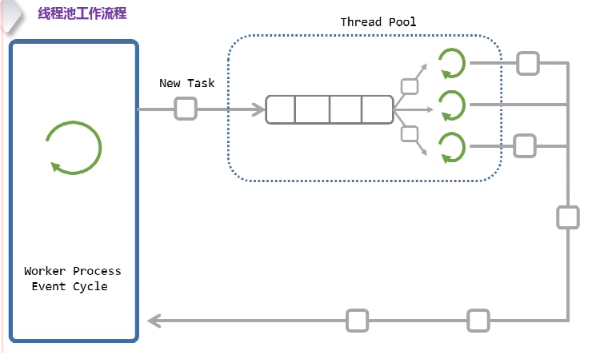 线程池工作流程
Thread Pool
New Task
Worker Process
Event Cycle